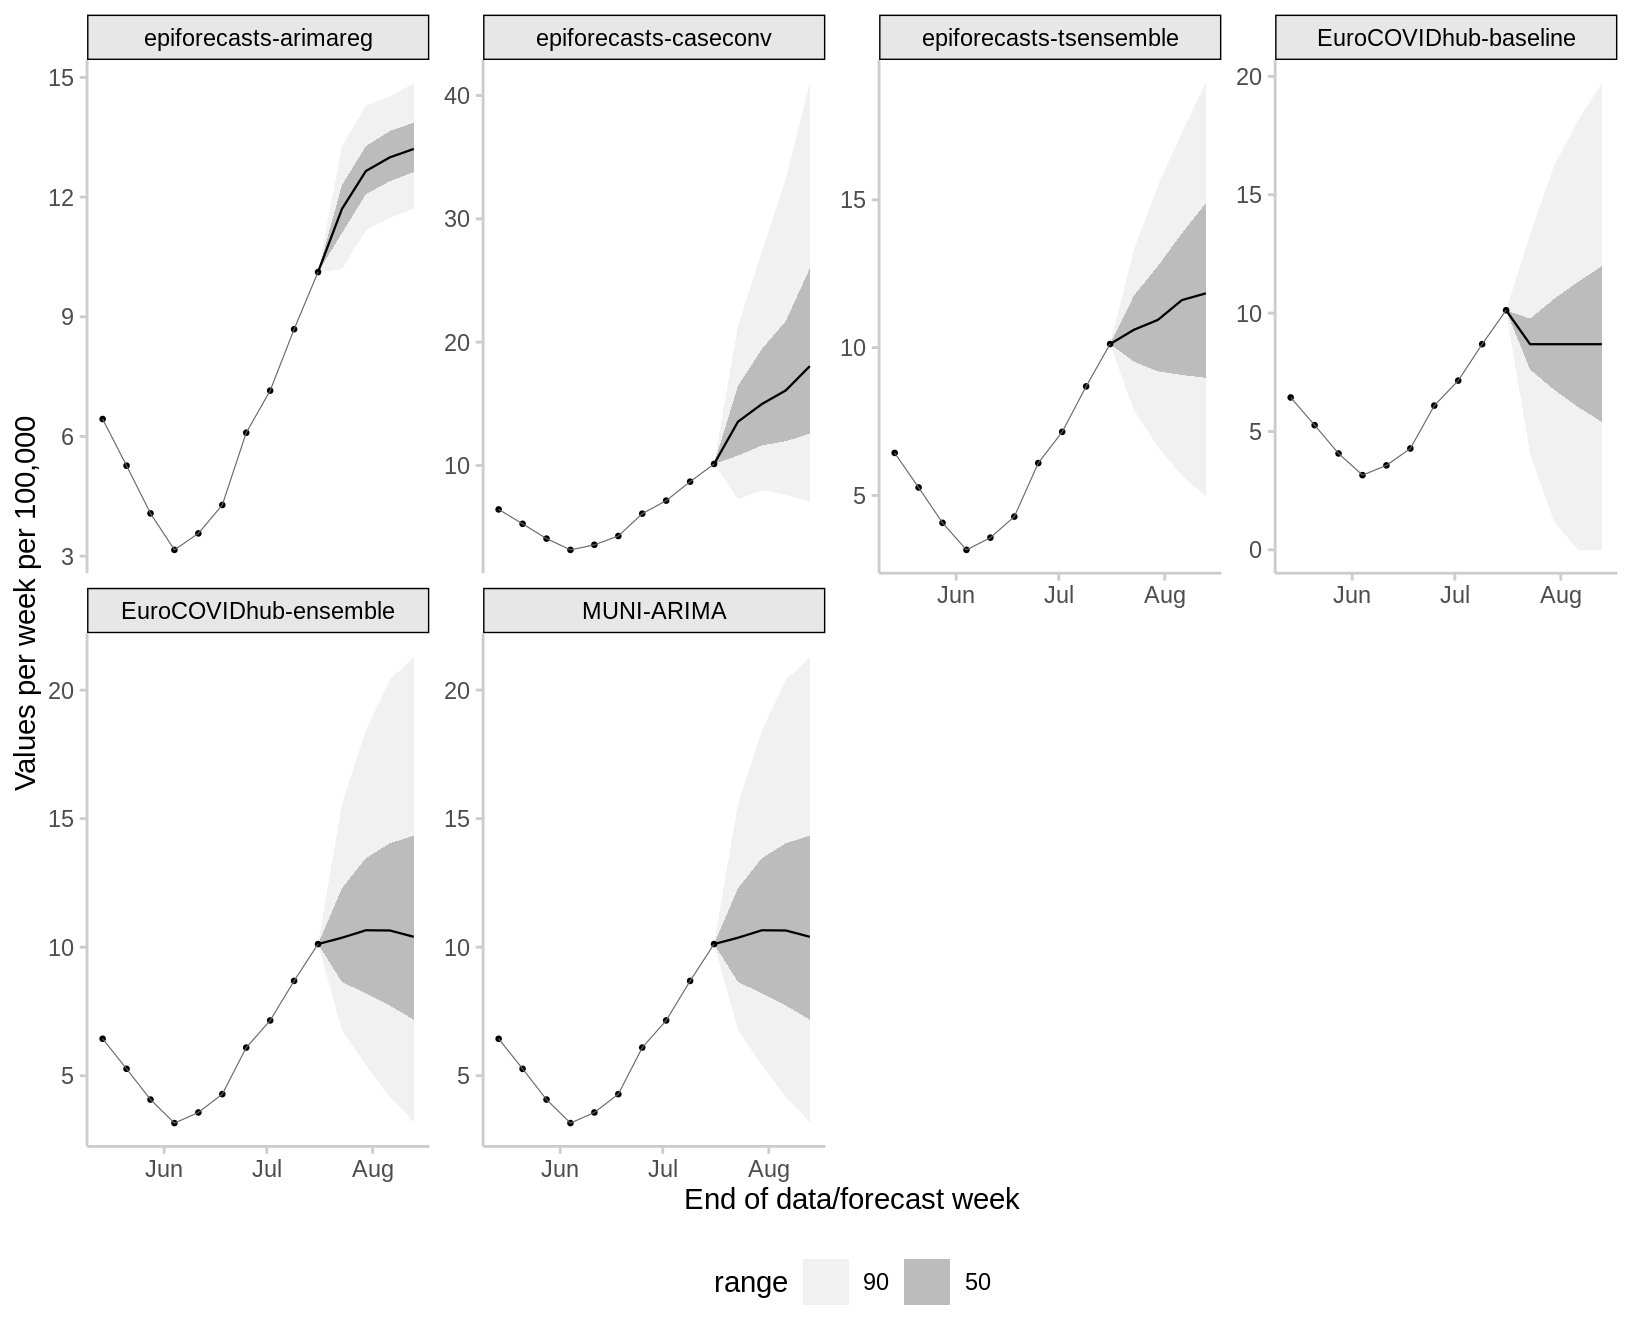 epiforecasts-arimareg
epiforecasts-caseconv
epiforecasts-tsensemble
EuroCOVIDhub-baseline
15
12
9
6
3
40
30
20
10
15
10
5
Jun Jul Aug
20
15
10
5
0
Jun Jul Aug
Values per week per 100,000
EuroCOVIDhub-ensemble
MUNI-ARIMA
20
15
10
5
Jun Jul Aug
20
15
10
5
Jun Jul Aug
End of data/forecast week
range 90 50